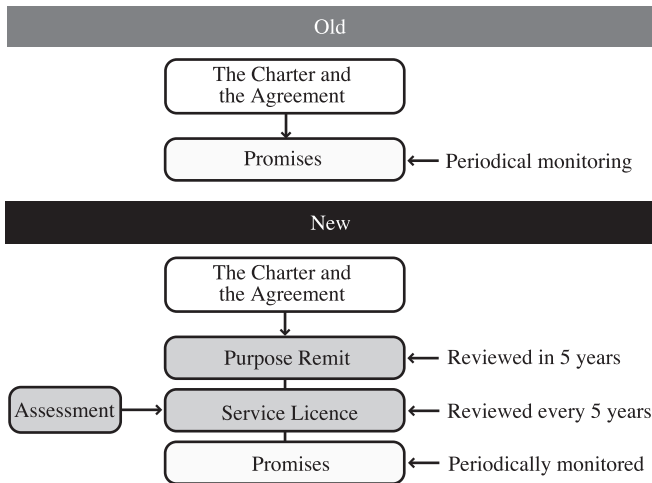 Old
The Charter and
the Agreement
Promises
Periodical monitoring
New
The Charter and
the Agreement
Purpose Remit
Reviewed in 5 years
Assessment
Service Licence
Reviewed every 5 years
Promises
Periodically monitored